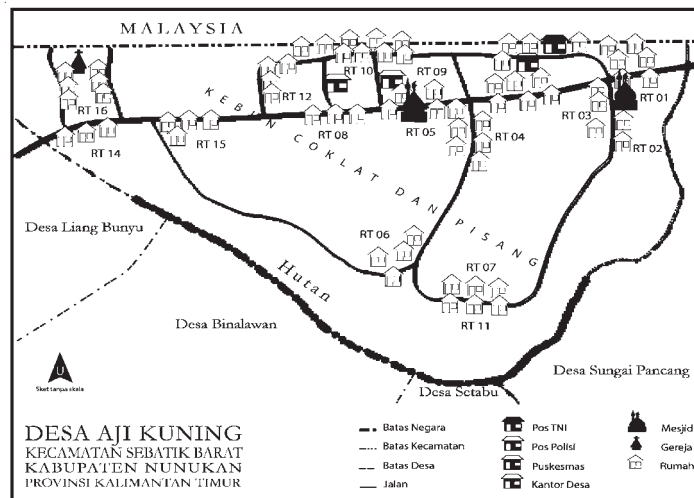 MALAYSIA
RT 10
RT 09
RT 16
RT 12
RT 01
RT 08
RT 05
RT 03
RT 14
RT 15
RT 04
RT 02
KEBUN COKLAT DAN PISANG
Desa Liang Bunyu
RT 06
RT 07
Hutan
Desa Binalawan
RT 11
U
Sket tanpa skala
Desa Setabu
Desa Sungai Pancang
DESA AJI KUNING
KECAMATAN SEBATIK BARAT
KABUPATEN NUNUKAN
PROVINSI KALIMANTAN TIMUR
Batas Negara
Batas Kecamatan
Batas Desa
Jalan
Pos TNI
Pos Polisi
Puskesmas
Kantor Desa
Mesjid
Gereja
Rumah